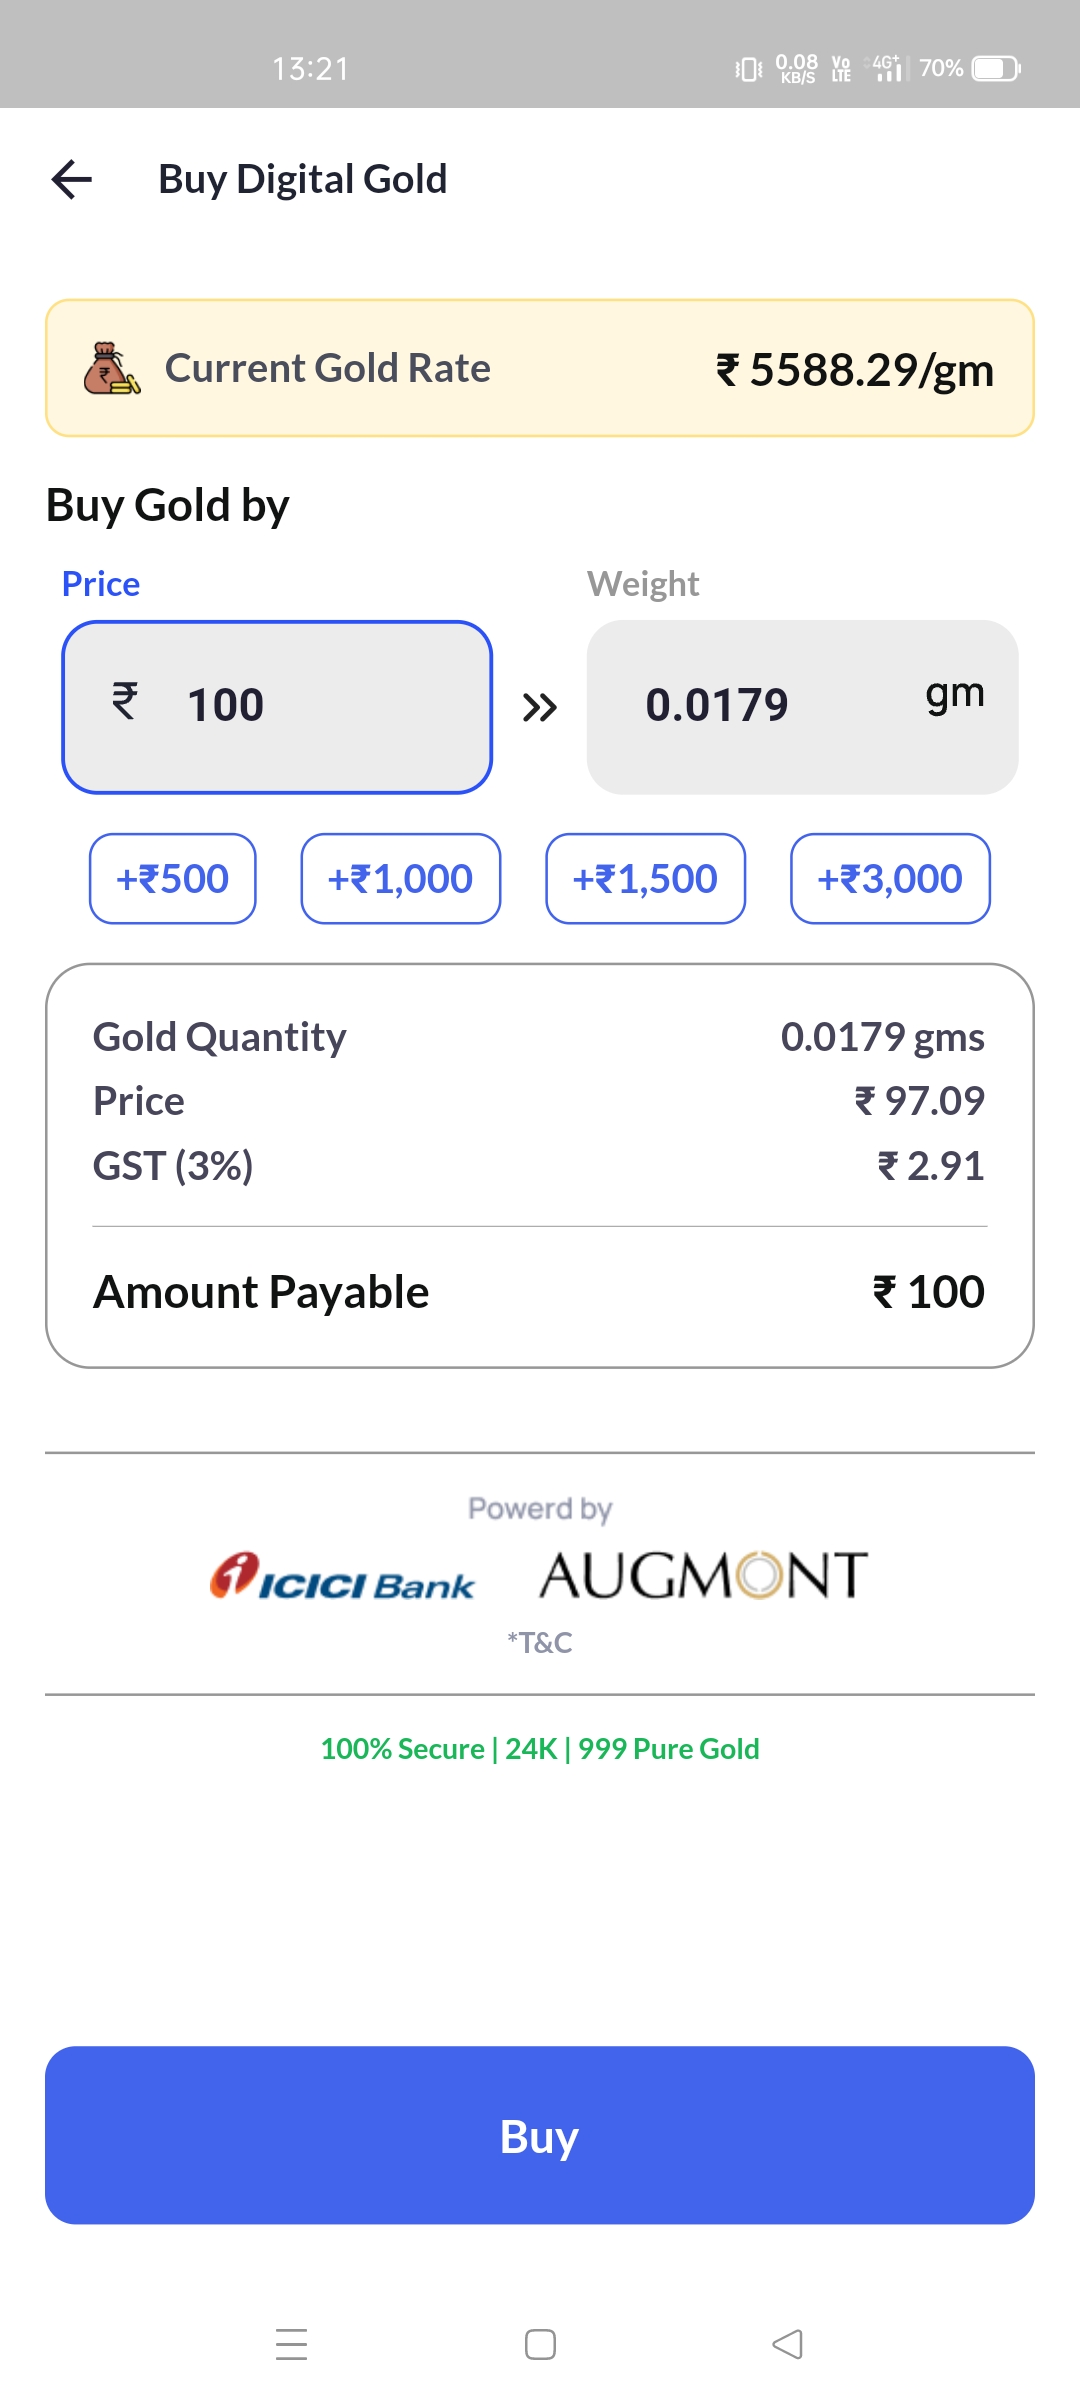 13:21 0.08 KB/S Vo LTE 4G+ 70%
Buy Digital Gold
Current Gold Rate ₹ 5588.29/gm
Buy Gold by
Price Weight
₹ 100 » 0.0179 gm
+₹500 +₹1,000 +₹1,500 +₹3,000
Gold Quantity 0.0179 gms
Price ₹ 97.09
GST (3%) ₹ 2.91
Amount Payable ₹ 100
Powerd by
ICICI Bank AUGMONT
*T&C
100% Secure | 24K | 999 Pure Gold
Buy